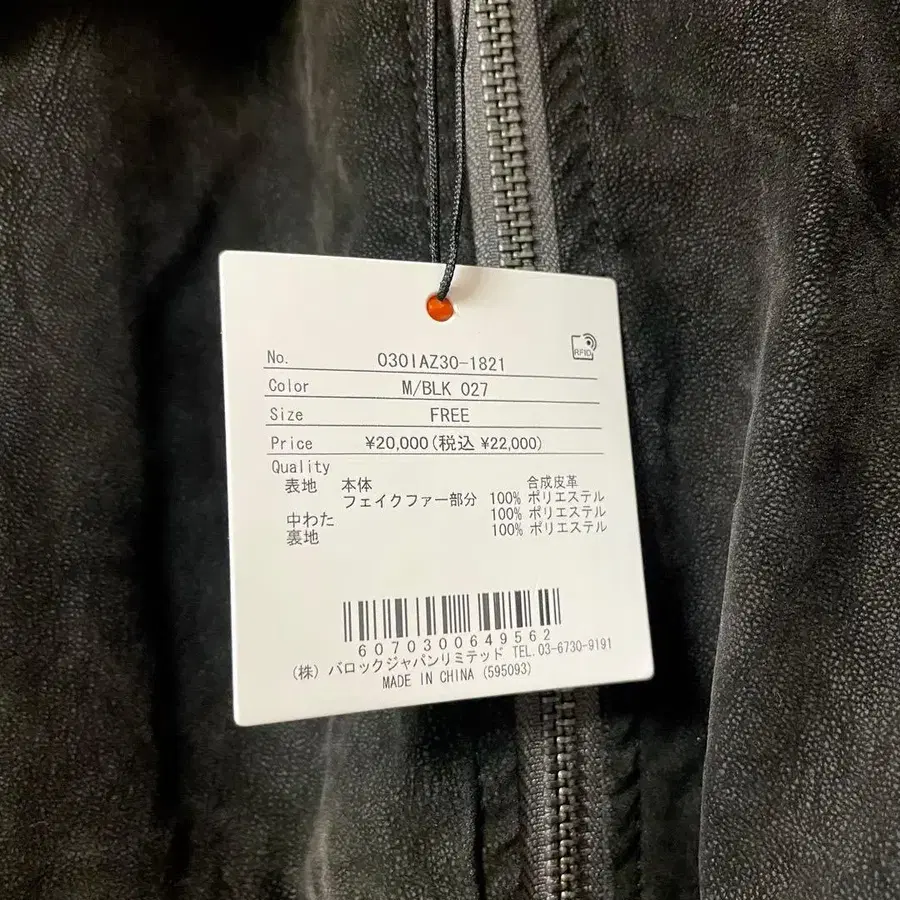 RFID
No. 030IAZ30-1821
Color M/BLK 027
Size FREE
Price ¥20,000(税込 ¥22,000)
Quality
表地 本体 合成皮革
フェイクファー部分 100% ポリエステル
中わた 100% ポリエステル
裏地 100% ポリエステル
6070300649562
(株) バロックジャパンリミテッド TEL.03-6730-9191
MADE IN CHINA (595093)